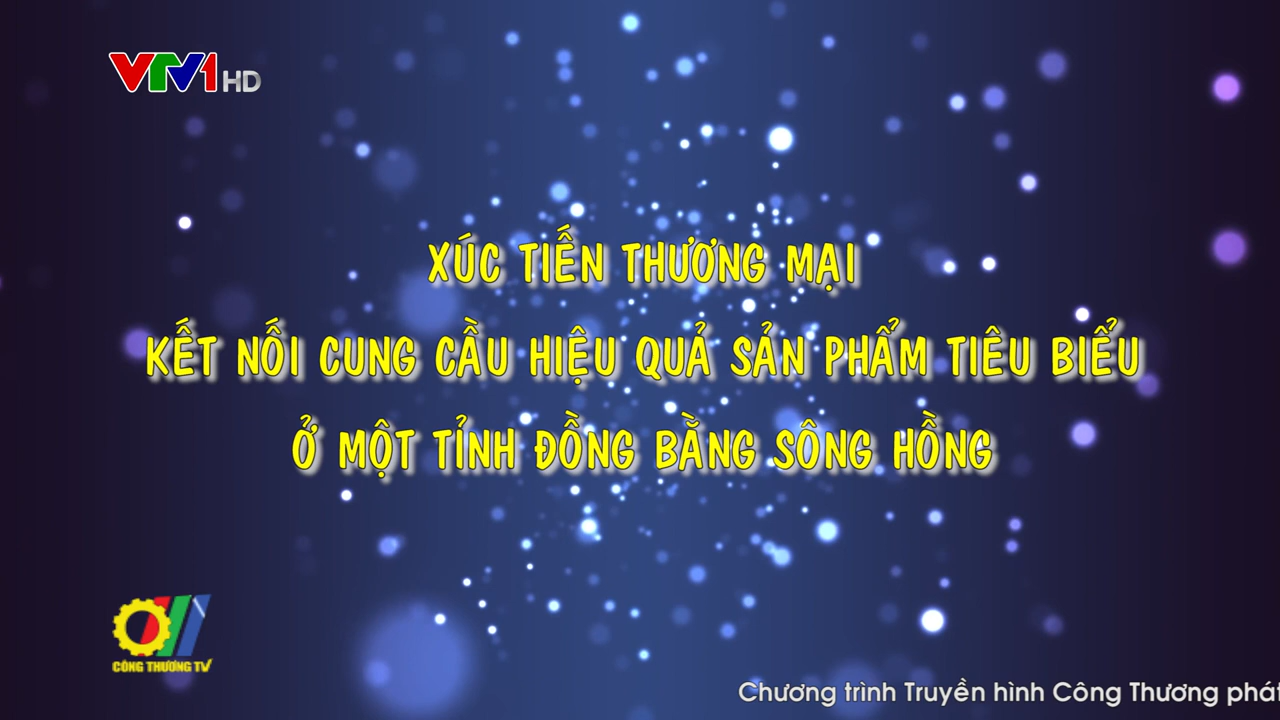 VTV1 HD
XÚC TIẾN THƯƠNG MẠI
KẾT NỐI CUNG CẦU HIỆU QUẢ SẢN PHẨM TIÊU BIỂU
Ở MỘT TỈNH ĐỒNG BẰNG SÔNG HỒNG
CÔNG THƯƠNG TV
Chương trình Truyền hình Công Thương phát